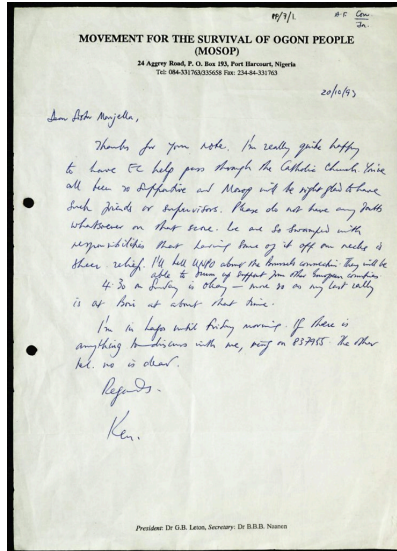 PP/7/1.
A.F.
MOVEMENT FOR THE SURVIVAL OF OGONI PEOPLE
(MOSOP)
24 Aggrey Road, P. O. Box 193, Port Harcourt, Nigeria
Tel: 084-331763/335658 Fax: 234-84-331763
20/10/93
Dear Sister Majella,
Thanks for your note. I'm really quite happy
to have EC help pass through the Catholic Church. You've
all been so supportive and Mosop will be right glad to have
such friends or supervisors. Please do not have any doubts
whatsoever on that score. We are so swamped with
responsibilities that having some of it off our necks is
sheer relief. I'll tell UNPO about the Brussels connection. They will be
able to drum up support from other European countries
4.30 on Sunday is okay - more so as my last rally
is at Bori at about that time.
I'm in Lagos until Friday morning. If there is
anything to discuss with me, ring on 837955. The other
tel. no is dead.
Regards.
Ken.
President: Dr G.B. Leton, Secretary: Dr B.B.B. Naanen